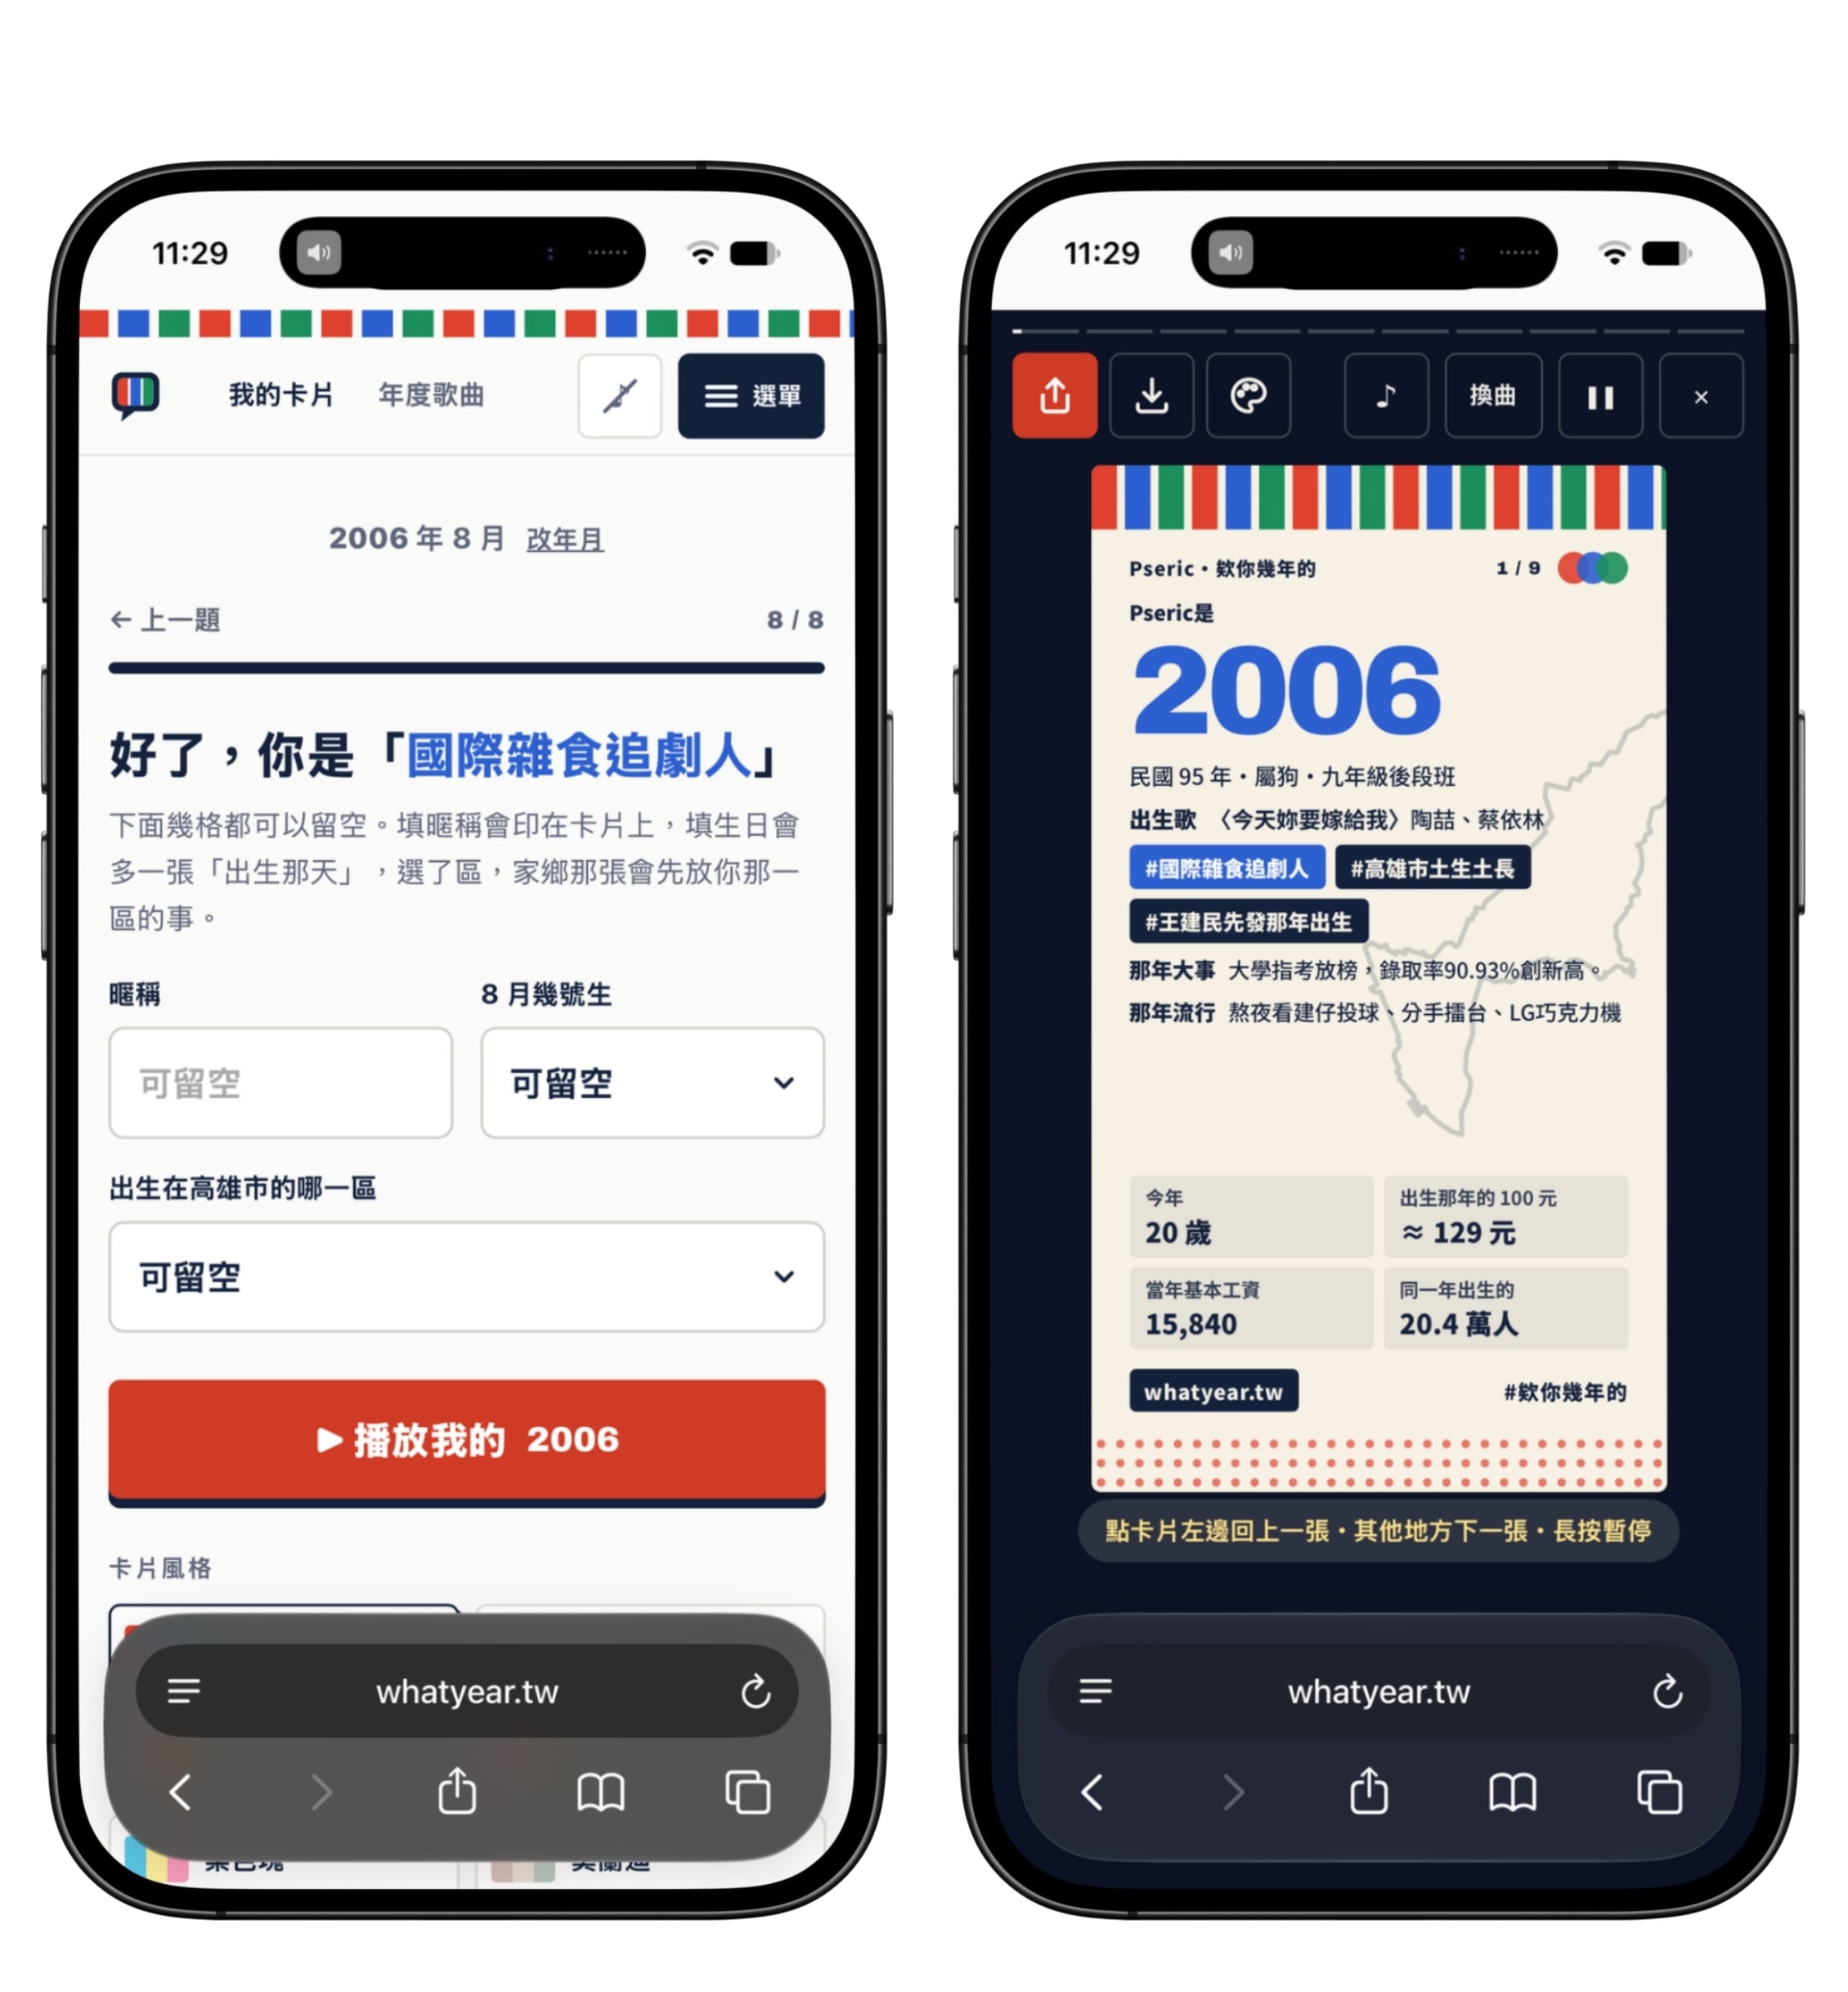 11:29
我的卡片
年度歌曲
選單
2006 年 8 月 改年月
← 上一題
8 / 8
好了，你是「國際雜食追劇人」
下面幾格都可以留空。填暱稱會印在卡片上，填生日會
多一張「出生那天」，選了區，家鄉那張會先放你那一
區的事。
暱稱
8 月幾號生
可留空
可留空
出生在高雄市的哪一區
可留空
▶ 播放我的 2006
卡片風格
whatyear.tw
11:29
換曲
Pseric・欸你幾年的
1 / 9
Pseric是
2006
民國 95 年・屬狗・九年級後段班
出生歌 〈今天妳要嫁給我〉陶喆、蔡依林
#國際雜食追劇人 #高雄市土生土長
#王建民先發那年出生
那年大事 大學指考放榜，錄取率90.93%創新高。
那年流行 熬夜看建仔投球、分手擂台、LG巧克力機
今年
20 歲
出生那年的 100 元
≈ 129 元
當年基本工資
15,840
同一年出生的
20.4 萬人
whatyear.tw
#欸你幾年的
點卡片左邊回上一張・其他地方下一張・長按暫停
whatyear.tw